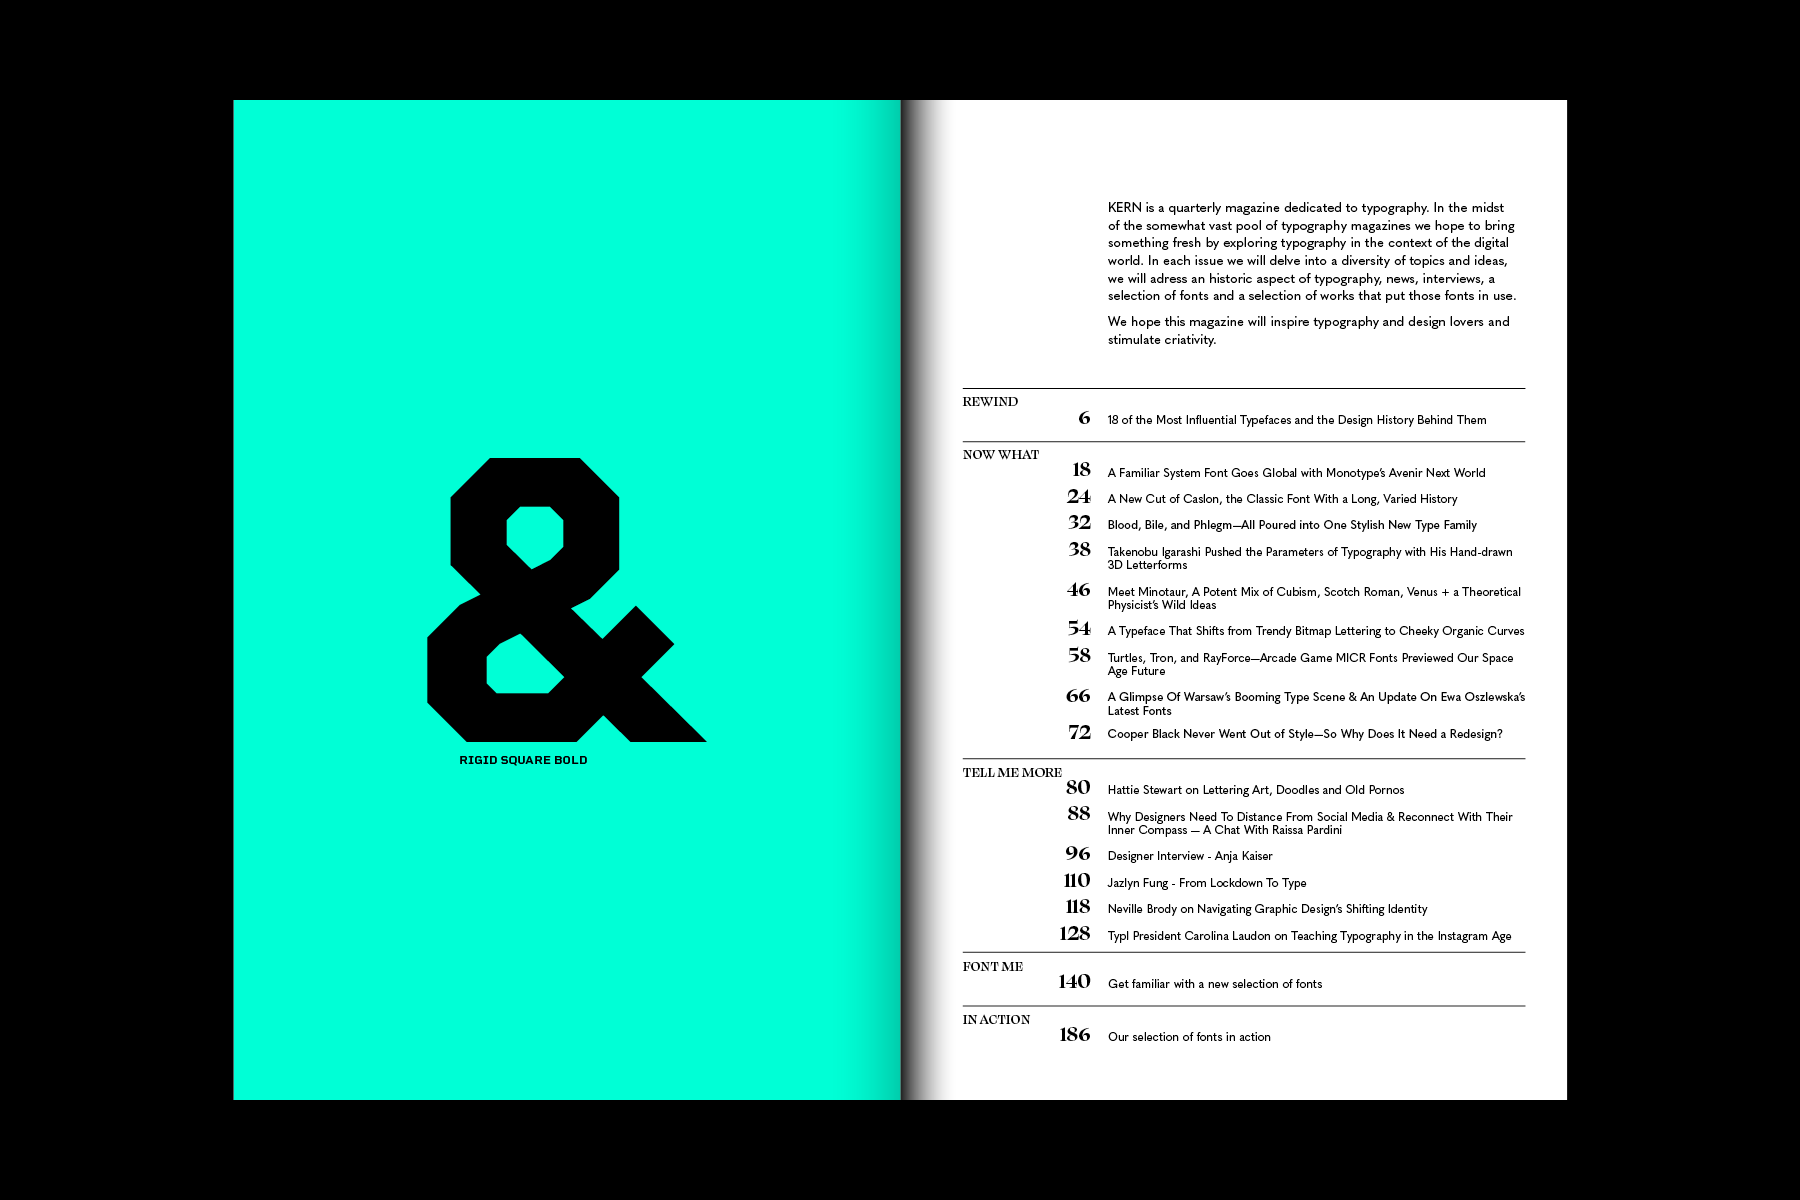 &
RIGID SQUARE BOLD
KERN is a quarterly magazine dedicated to typography. In the midst
of the somewhat vast pool of typography magazines we hope to bring
something fresh by exploring typography in the context of the digital
world. In each issue we will delve into a diversity of topics and ideas,
we will adress an historic aspect of typography, news, interviews, a
selection of fonts and a selection of works that put those fonts in use.
We hope this magazine will inspire typography and design lovers and
stimulate criativity.
REWIND
6 18 of the Most Influential Typefaces and the Design History Behind Them
NOW WHAT
18 A Familiar System Font Goes Global with Monotype's Avenir Next World
24 A New Cut of Caslon, the Classic Font With a Long, Varied History
32 Blood, Bile, and Phlegm—All Poured into One Stylish New Type Family
38 Takenobu Igarashi Pushed the Parameters of Typography with His Hand-drawn
3D Letterforms
46 Meet Minotaur, A Potent Mix of Cubism, Scotch Roman, Venus + a Theoretical
Physicist's Wild Ideas
54 A Typeface That Shifts from Trendy Bitmap Lettering to Cheeky Organic Curves
58 Turtles, Tron, and RayForce—Arcade Game MICR Fonts Previewed Our Space
Age Future
66 A Glimpse Of Warsaw's Booming Type Scene & An Update On Ewa Oszlewska's
Latest Fonts
72 Cooper Black Never Went Out of Style—So Why Does It Need a Redesign?
TELL ME MORE
80 Hattie Stewart on Lettering Art, Doodles and Old Pornos
88 Why Designers Need To Distance From Social Media & Reconnect With Their
Inner Compass — A Chat With Raissa Pardini
96 Designer Interview - Anja Kaiser
110 Jazlyn Fung - From Lockdown To Type
118 Neville Brody on Navigating Graphic Design's Shifting Identity
128 TypI President Carolina Laudon on Teaching Typography in the Instagram Age
FONT ME
140 Get familiar with a new selection of fonts
IN ACTION
186 Our selection of fonts in action